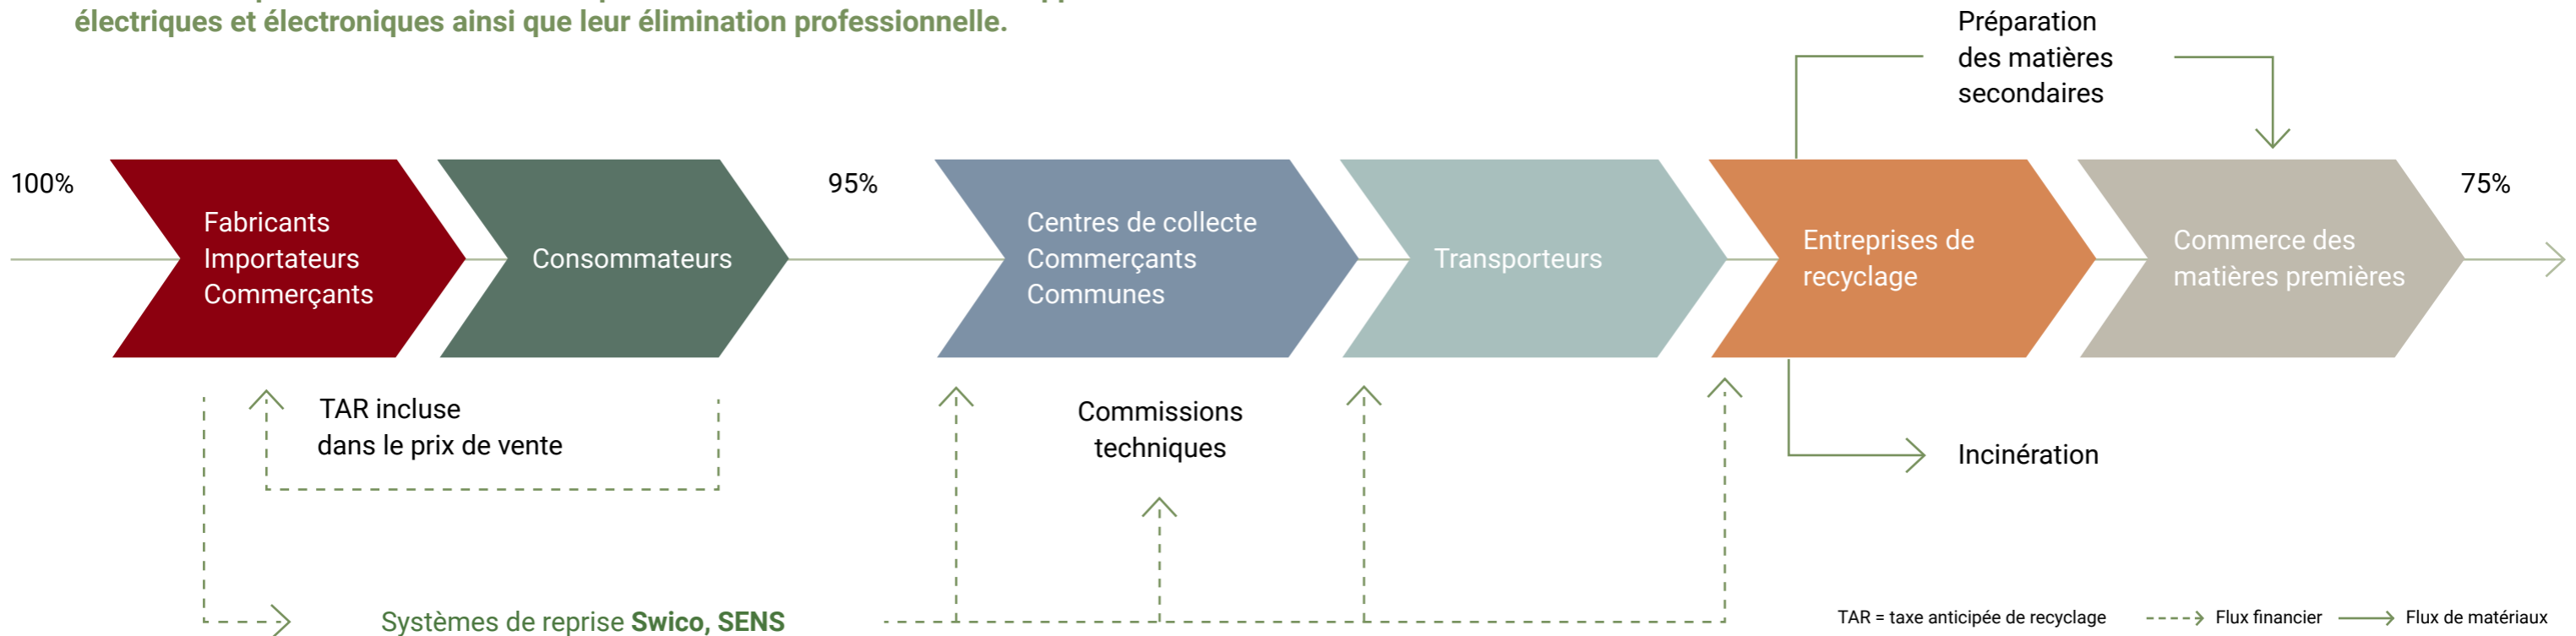 électriques et électroniques ainsi que leur élimination professionnelle.
Préparation
des matières
secondaires
100%
Fabricants
Importateurs
Commerçants
Consommateurs
95%
Centres de collecte
Commerçants
Communes
Transporteurs
Entreprises de
recyclage
Commerce des
matières premières
75%
TAR incluse
dans le prix de vente
Commissions
techniques
Incinération
Systèmes de reprise Swico, SENS
TAR = taxe anticipée de recyclage
Flux financier
Flux de matériaux